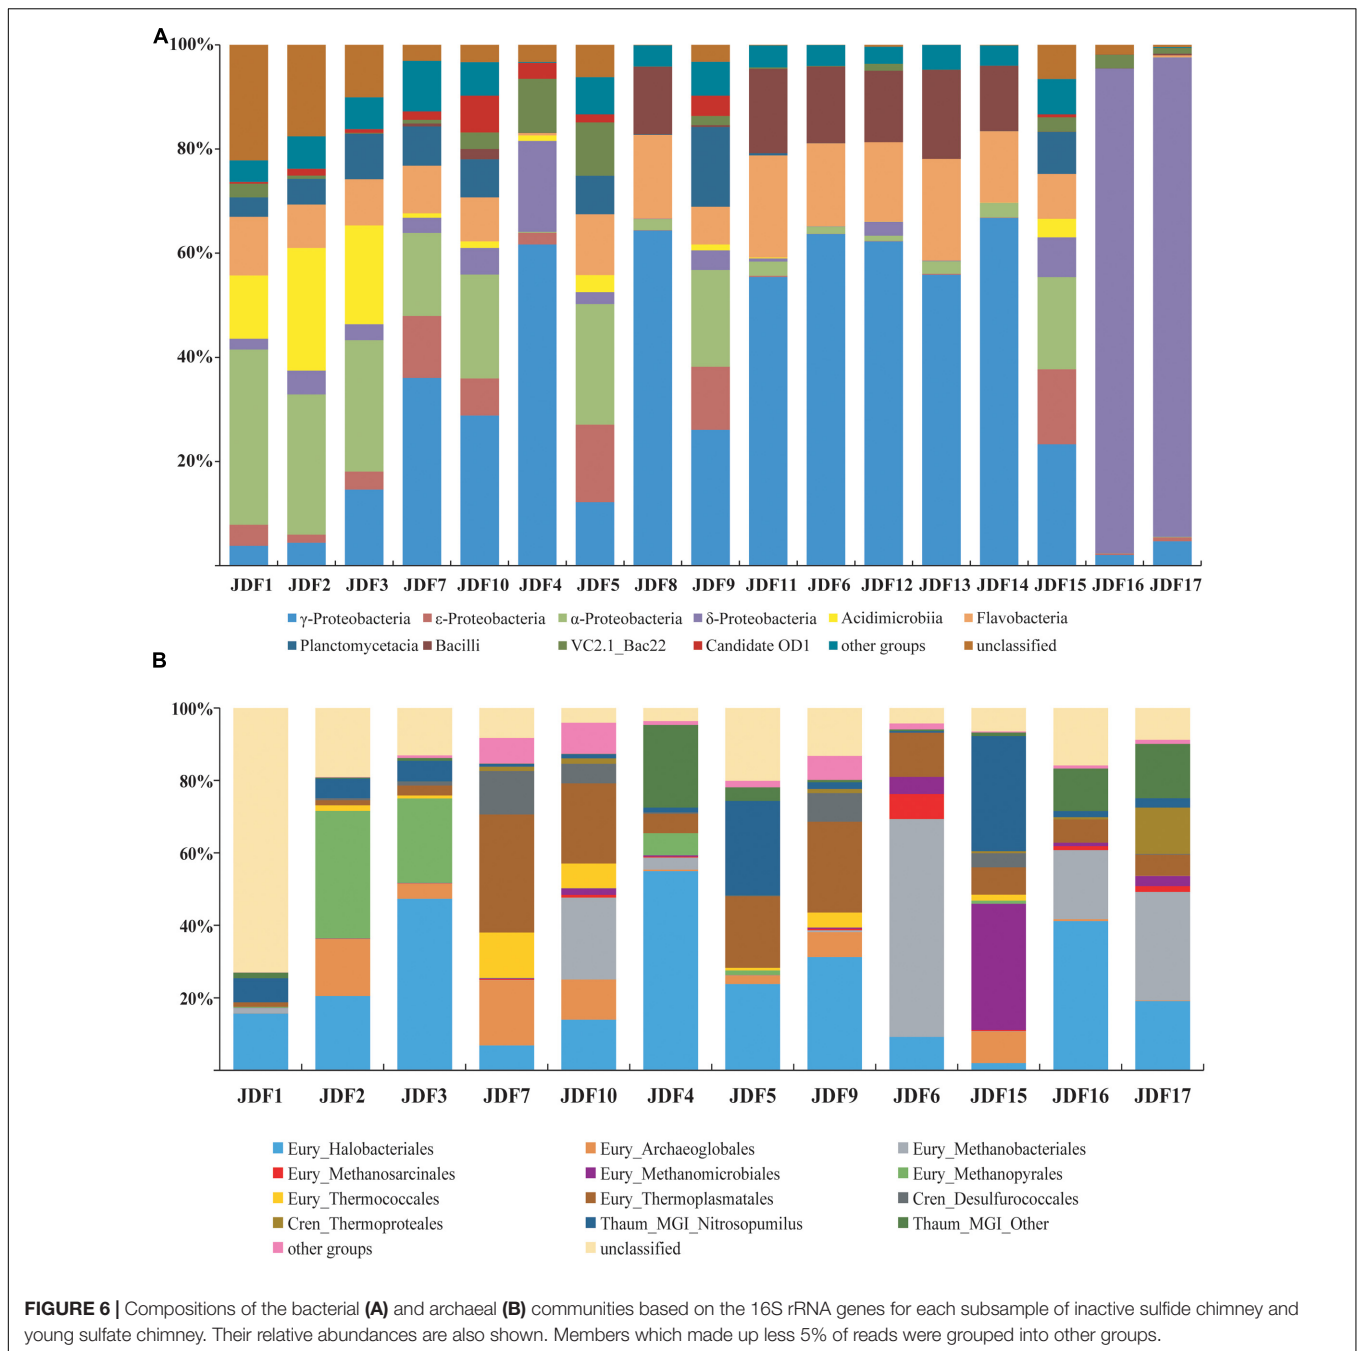 A
100%
80%
60%
40%
20%
JDF1 JDF2 JDF3 JDF7 JDF10 JDF4 JDF5 JDF8 JDF9 JDF11 JDF6 JDF12 JDF13 JDF14 JDF15 JDF16 JDF17
γ-Proteobacteria ε-Proteobacteria α-Proteobacteria δ-Proteobacteria Acidimicrobiia Flavobacteria
Planctomycetacia Bacilli VC2.1_Bac22 Candidate OD1 other groups unclassified
B
100%
80%
60%
40%
20%
JDF1 JDF2 JDF3 JDF7 JDF10 JDF4 JDF5 JDF9 JDF6 JDF15 JDF16 JDF17
Eury_Halobacteriales Eury_Archaeoglobales Eury_Methanobacteriales
Eury_Methanosarcinales Eury_Methanomicrobiales Eury_Methanopyrales
Eury_Thermococcales Eury_Thermoplasmatales Cren_Desulfurococcales
Cren_Thermoproteales Thaum_MGI_Nitrosopumilus Thaum_MGI_Other
other groups unclassified
FIGURE 6 | Compositions of the bacterial (A) and archaeal (B) communities based on the 16S rRNA genes for each subsample of inactive sulfide chimney and
young sulfate chimney. Their relative abundances are also shown. Members which made up less 5% of reads were grouped into other groups.